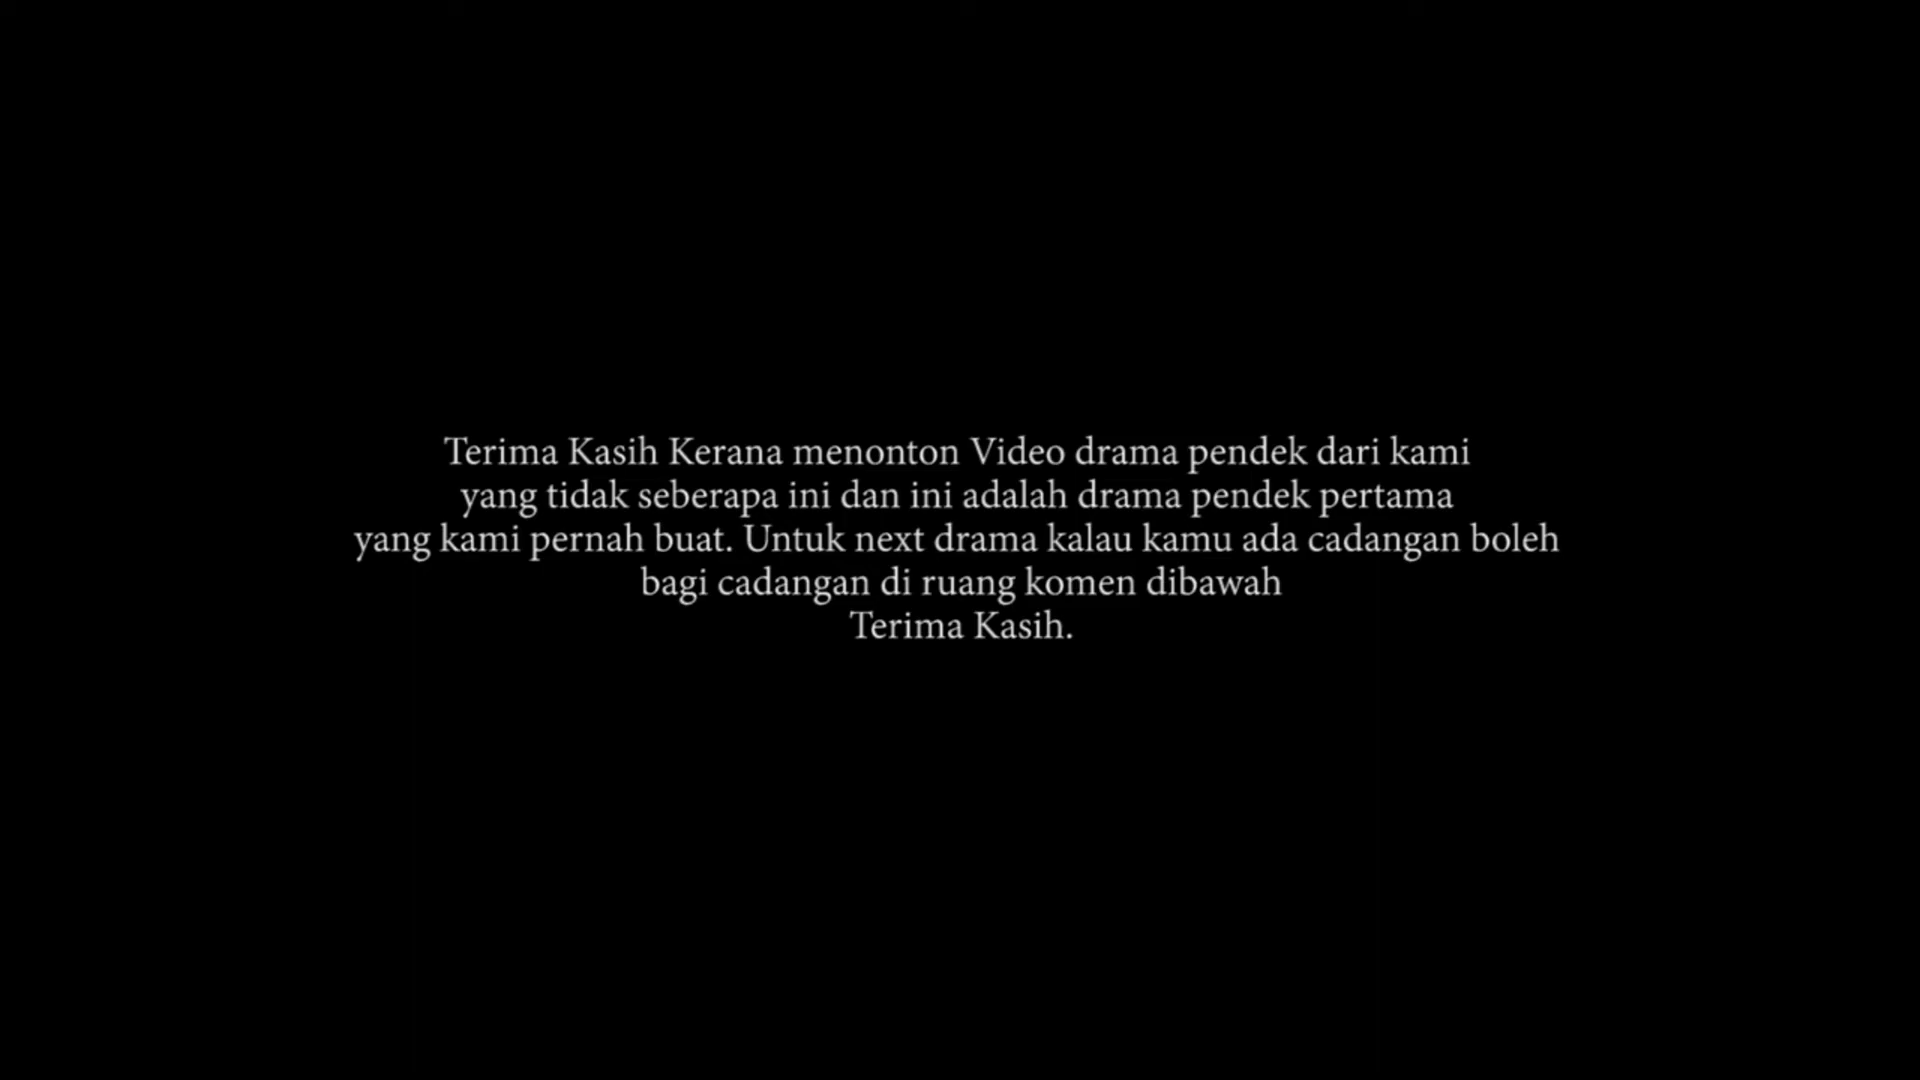 Terima Kasih Kerana menonton Video drama pendek dari kami
yang tidak seberapa ini dan ini adalah drama pendek pertama
yang kami pernah buat. Untuk next drama kalau kamu ada cadangan boleh
bagi cadangan di ruang komen dibawah
Terima Kasih.